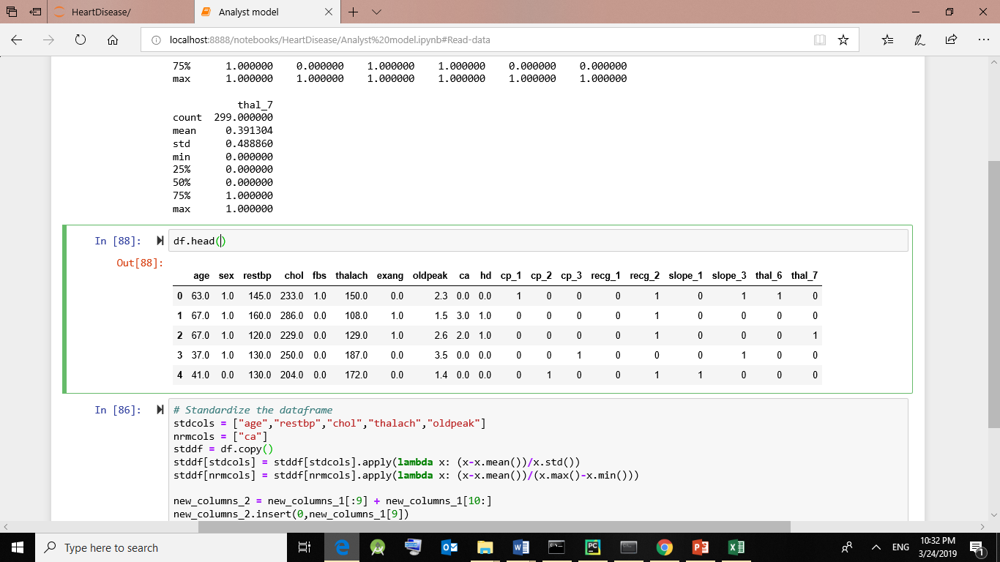 HeartDisease/
Analyst model
localhost:8888/notebooks/HeartDisease/Analyst%20model.ipynb#Read-data
75% 1.000000 0.000000 1.000000 1.000000 0.000000 0.000000
max 1.000000 1.000000 1.000000 1.000000 1.000000 1.000000
thal_7
count 299.000000
mean 0.391304
std 0.488860
min 0.000000
25% 0.000000
50% 0.000000
75% 1.000000
max 1.000000
In [88]: df.head()
Out[88]:
age sex restbp chol fbs thalach exang oldpeak ca hd cp_1 cp_2 cp_3 recg_1 recg_2 slope_1 slope_3 thal_6 thal_7
0 63.0 1.0 145.0 233.0 1.0 150.0 0.0 2.3 0.0 0.0 1 0 0 0 1 0 1 1 0
1 67.0 1.0 160.0 286.0 0.0 108.0 1.0 1.5 3.0 1.0 0 0 0 0 1 0 0 0 0
2 67.0 1.0 120.0 229.0 0.0 129.0 1.0 2.6 2.0 1.0 0 0 0 0 1 0 0 0 1
3 37.0 1.0 130.0 250.0 0.0 187.0 0.0 3.5 0.0 0.0 0 0 1 0 0 0 1 0 0
4 41.0 0.0 130.0 204.0 0.0 172.0 0.0 1.4 0.0 0.0 0 1 0 0 1 1 0 0 0
In [86]: # Standardize the dataframe
stdcols = ["age","restbp","chol","thalach","oldpeak"]
nrmcols = ["ca"]
stddf = df.copy()
stddf[stdcols] = stddf[stdcols].apply(lambda x: (x-x.mean())/x.std())
stddf[nrmcols] = stddf[nrmcols].apply(lambda x: (x-x.mean())/(x.max()-x.min()))
new_columns_2 = new_columns_1[:9] + new_columns_1[10:]
new_columns_2.insert(0,new_columns_1[9])
Type here to search
ENG
10:32 PM
3/24/2019
1